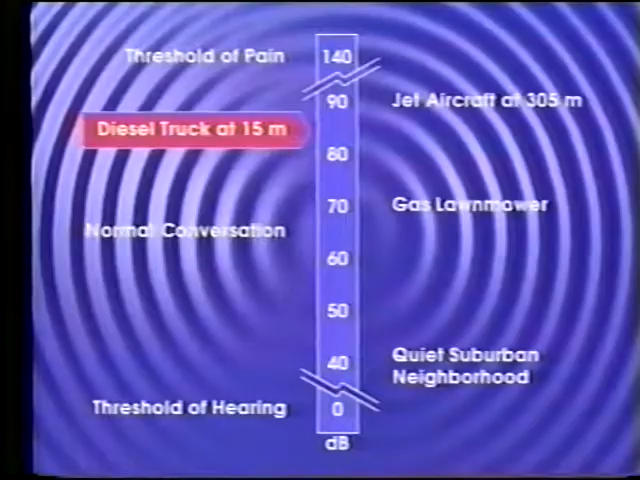 Threshold of Pain
140
90
Jet Aircraft at 305 m
Diesel Truck at 15 m
80
70
Gas Lawnmower
Normal Conversation
60
50
40
Quiet Suburban
Neighborhood
Threshold of Hearing
0
dB